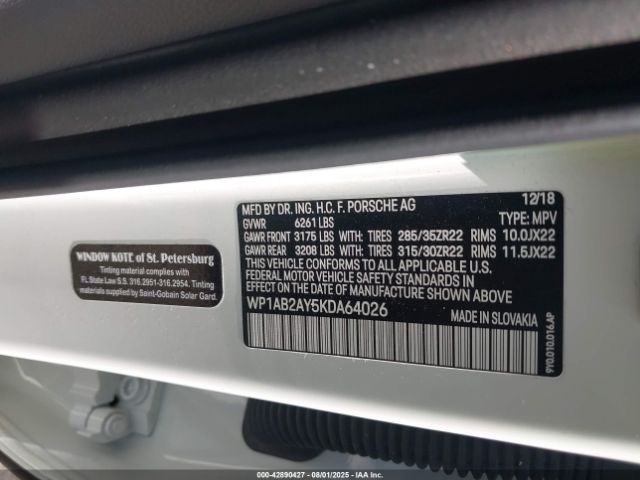 WINDOW KOTE of St. Petersburg
Tinting material complies with
FL State Law S.S. 316.2951-316.2954. Tinting
material by Saint-Gobain Solar Gard.
MFD BY DR. ING. H.C. F. PORSCHE AG 12/18
GVWR 6261 LBS TYPE: MPV
GAWR FRONT 3175 LBS WITH: TIRES 285/35ZR22 RIMS 10.0JX22
GAWR REAR 3208 LBS WITH: TIRES 315/30ZR22 RIMS 11.5JX22
THIS VEHICLE CONFORMS TO ALL APPLICABLE U.S.
FEDERAL MOTOR VEHICLE SAFETY STANDARDS IN
EFFECT ON THE DATE OF MANUFACTURE SHOWN ABOVE
WP1AB2AY5KDA64026
MADE IN SLOVAKIA
9Y0.010.016.AP
000-42890427 - 08/01/2025 - IAA Inc.